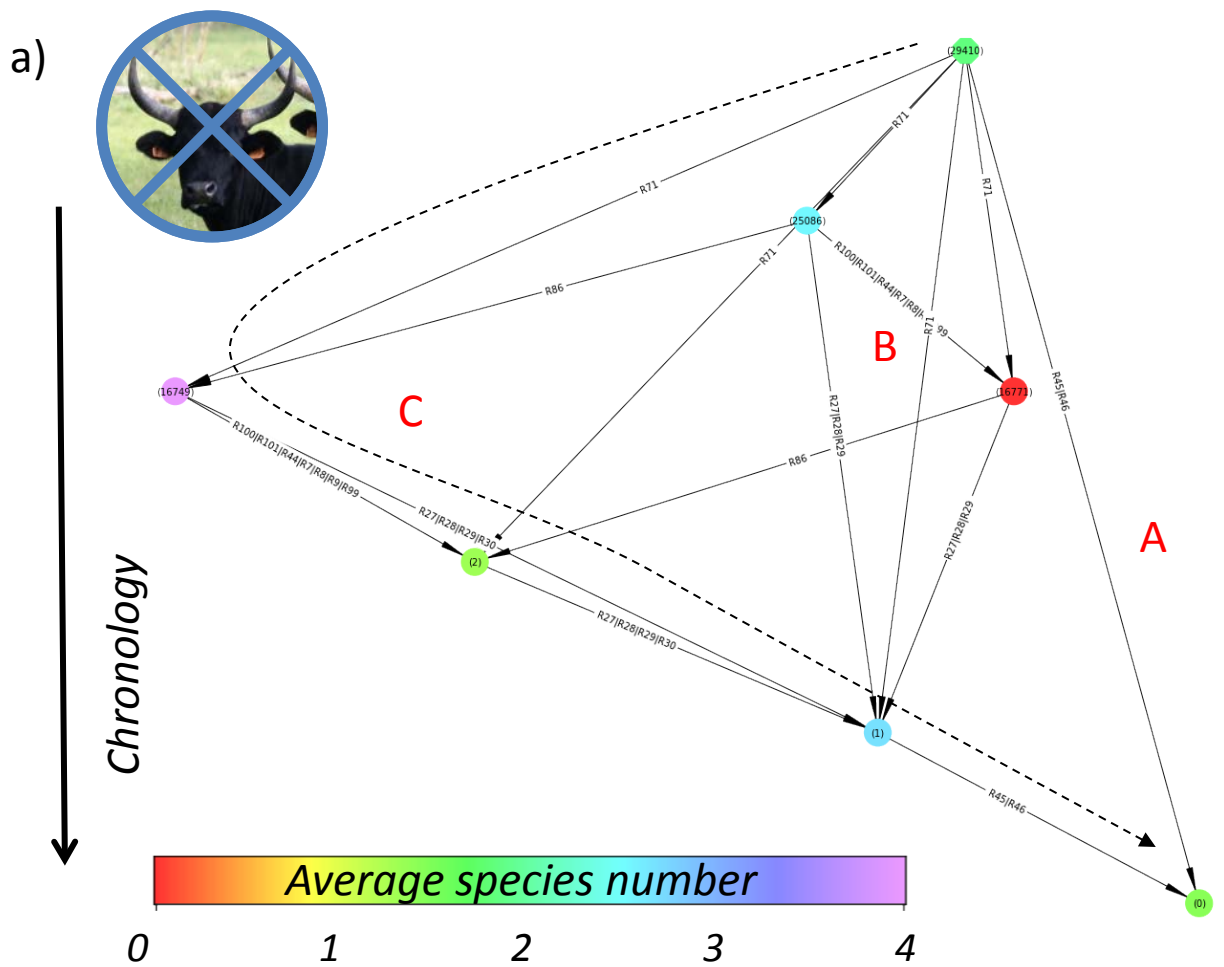 a)
(29410)
R71
R71
R71
(25086)
R71
R100|R101|R44|R7|R8|
99
R86
R71
B
(16749)
(16771)
R45|R46
C
R27|R28|R29
R100|R101|R44|R7|R8|R9|R99
R86
R27|R28|R29|R30
R27|R28|R29
A
(2)
Chronology
R27|R28|R29|R30
(1)
R45|R46
Average species number
(0)
0 1 2 3 4